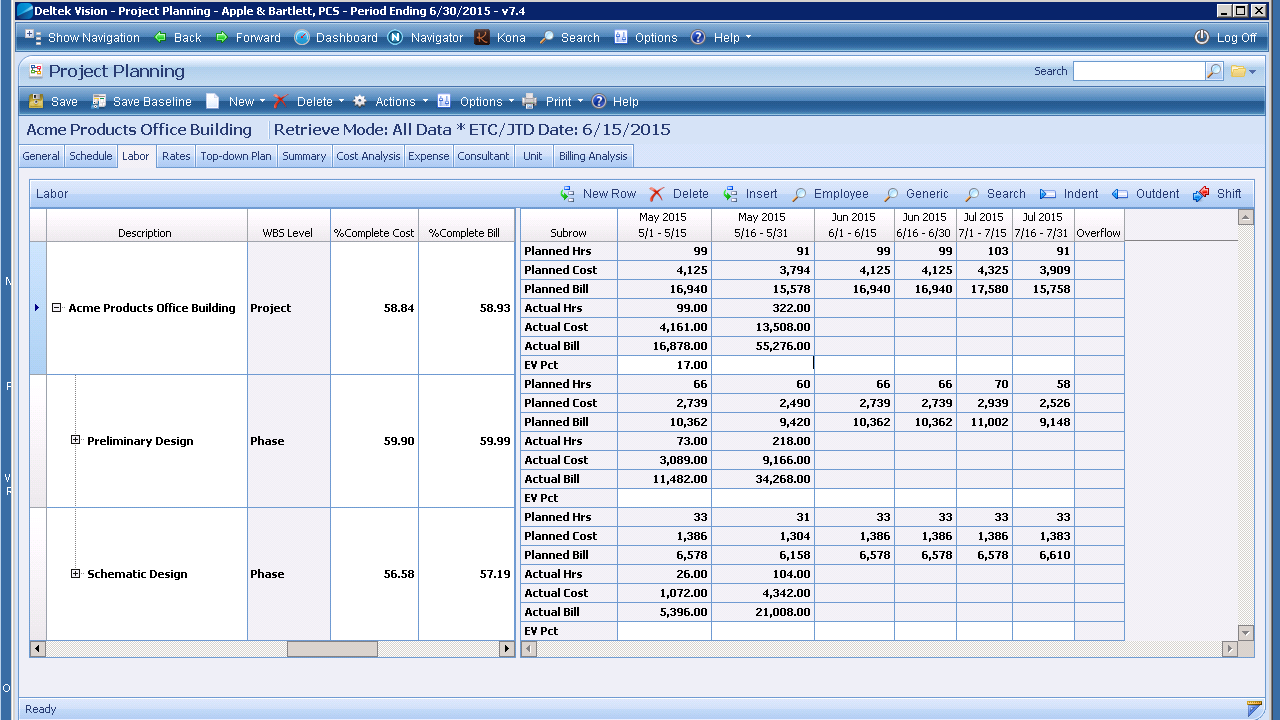 Deltek Vision - Project Planning - Apple & Bartlett, PCS - Period Ending 6/30/2015 - v7.4
Show Navigation Back Forward Dashboard Navigator Kona Search Options Help Log Off
Project Planning Search
Save Save Baseline New Delete Actions Options Print Help
Acme Products Office Building Retrieve Mode: All Data * ETC/JTD Date: 6/15/2015
General Schedule Labor Rates Top-down Plan Summary Cost Analysis Expense Consultant Unit Billing Analysis
Labor New Row Delete Insert Employee Generic Search Indent Outdent Shift
May 2015 May 2015 Jun 2015 Jun 2015 Jul 2015 Jul 2015
Description WBS Level %Complete Cost %Complete Bill Subrow 5/1 - 5/15 5/16 - 5/31 6/1 - 6/15 6/16 - 6/30 7/1 - 7/15 7/16 - 7/31 Overflow
Planned Hrs 99 91 99 99 103 91
Planned Cost 4,125 3,794 4,125 4,125 4,325 3,909
Planned Bill 16,940 15,578 16,940 16,940 17,580 15,758
Acme Products Office Building Project 58.84 58.93 Actual Hrs 99.00 322.00
Actual Cost 4,161.00 13,508.00
Actual Bill 16,878.00 55,276.00
EV Pct 17.00
Planned Hrs 66 60 66 66 70 58
Planned Cost 2,739 2,490 2,739 2,739 2,939 2,526
Planned Bill 10,362 9,420 10,362 10,362 11,002 9,148
Preliminary Design Phase 59.90 59.99 Actual Hrs 73.00 218.00
Actual Cost 3,089.00 9,166.00
Actual Bill 11,482.00 34,268.00
EV Pct
Planned Hrs 33 31 33 33 33 33
Planned Cost 1,386 1,304 1,386 1,386 1,386 1,383
Planned Bill 6,578 6,158 6,578 6,578 6,578 6,610
Schematic Design Phase 56.58 57.19 Actual Hrs 26.00 104.00
Actual Cost 1,072.00 4,342.00
Actual Bill 5,396.00 21,008.00
EV Pct
Ready